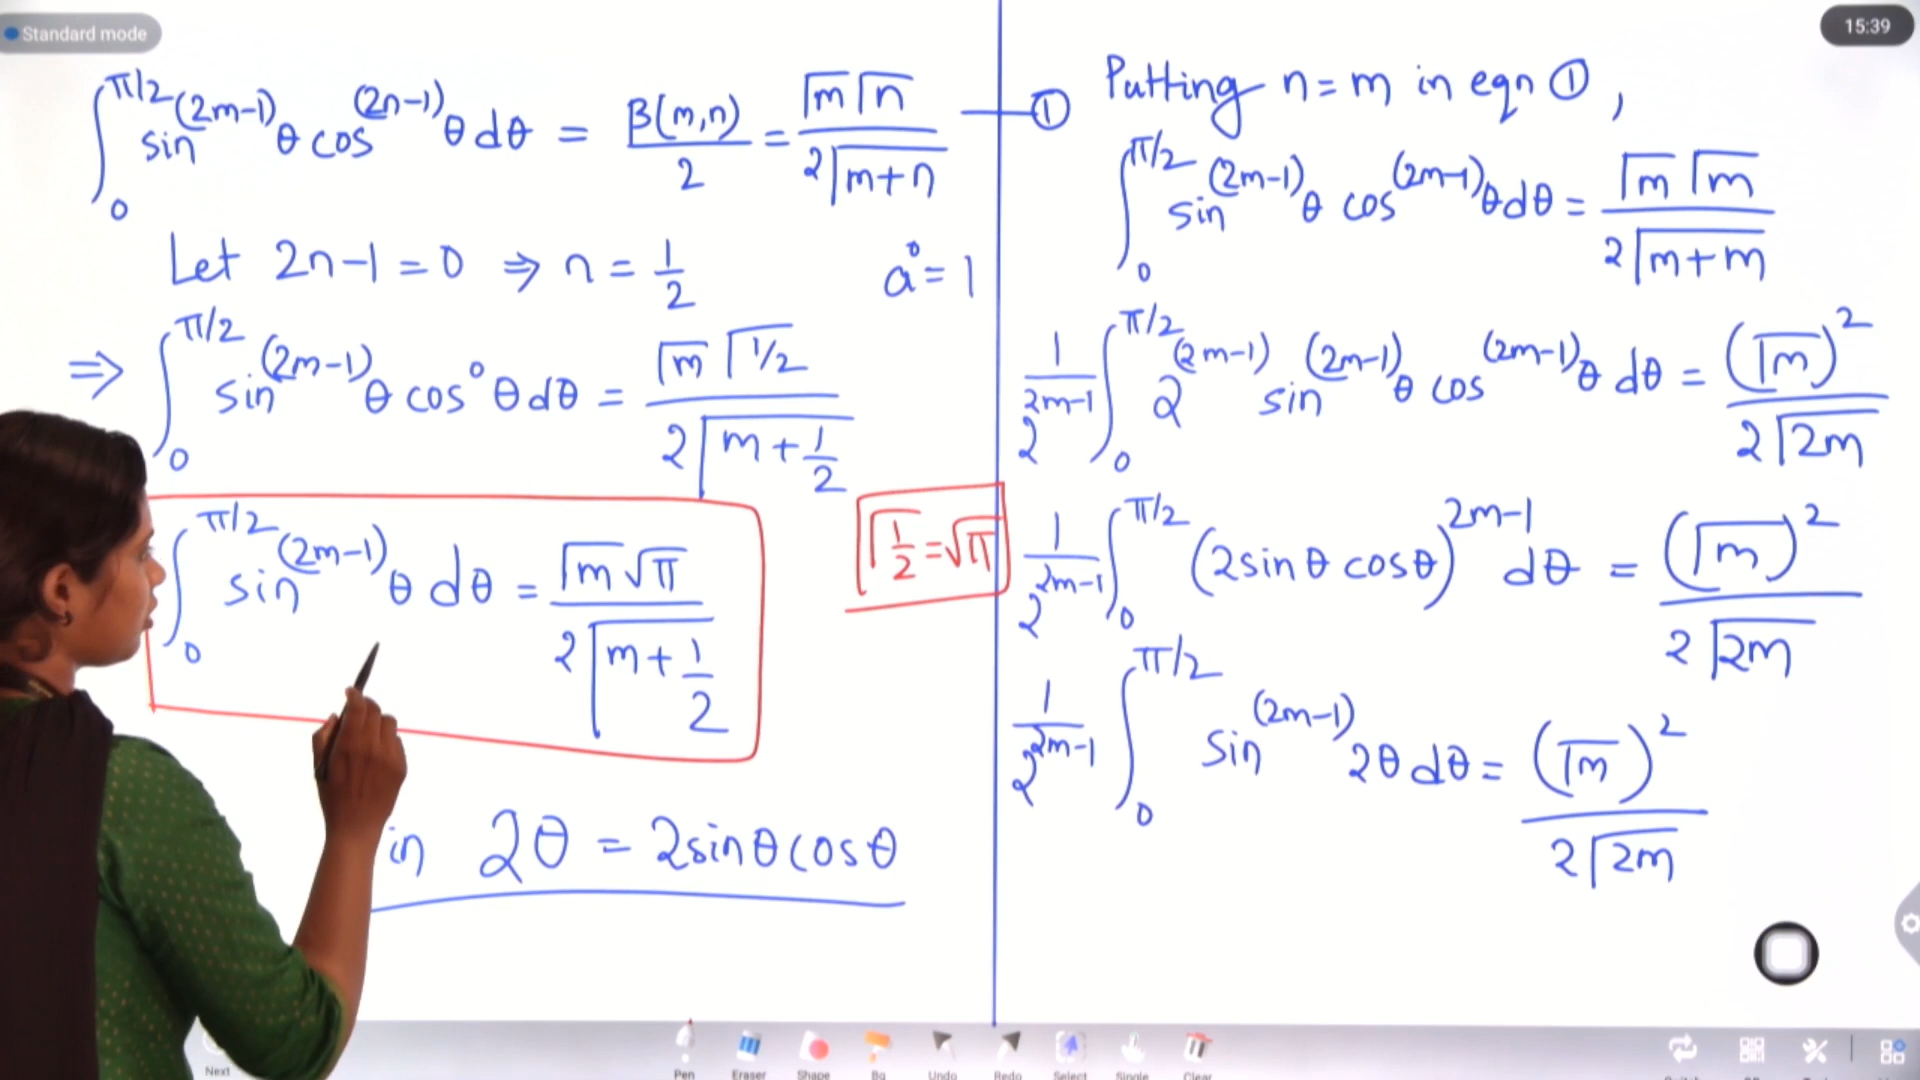 Standard mode
15:39
∫₀^(π/2) sin^(2m-1)θ cos^(2n-1)θ dθ = β(m,n)/2 = Γm Γn / 2Γ(m+n) — ①
Let 2n-1=0 ⇒ n = 1/2
a⁰ = 1
⇒ ∫₀^(π/2) sin^(2m-1)θ cos⁰θ dθ = Γm Γ1/2 / 2Γ(m+1/2)
∫₀^(π/2) sin^(2m-1)θ dθ = Γm √π / 2Γ(m+1/2)
Γ1/2 = √π
in 2θ = 2sinθ cosθ
Putting n=m in eqn ①,
∫₀^(π/2) sin^(2m-1)θ cos^(2m-1)θ dθ = Γm Γm / 2Γ(m+m)
1/2^(2m-1) ∫₀^(π/2) 2^(2m-1) sin^(2m-1)θ cos^(2m-1)θ dθ = (Γm)² / 2Γ2m
1/2^(2m-1) ∫₀^(π/2) (2sinθ cosθ)^(2m-1) dθ = (Γm)² / 2Γ2m
1/2^(2m-1) ∫₀^(π/2) sin^(2m-1) 2θ dθ = (Γm)² / 2Γ2m
Next Pen Eraser Shape Bg Undo Redo Select Single Clear